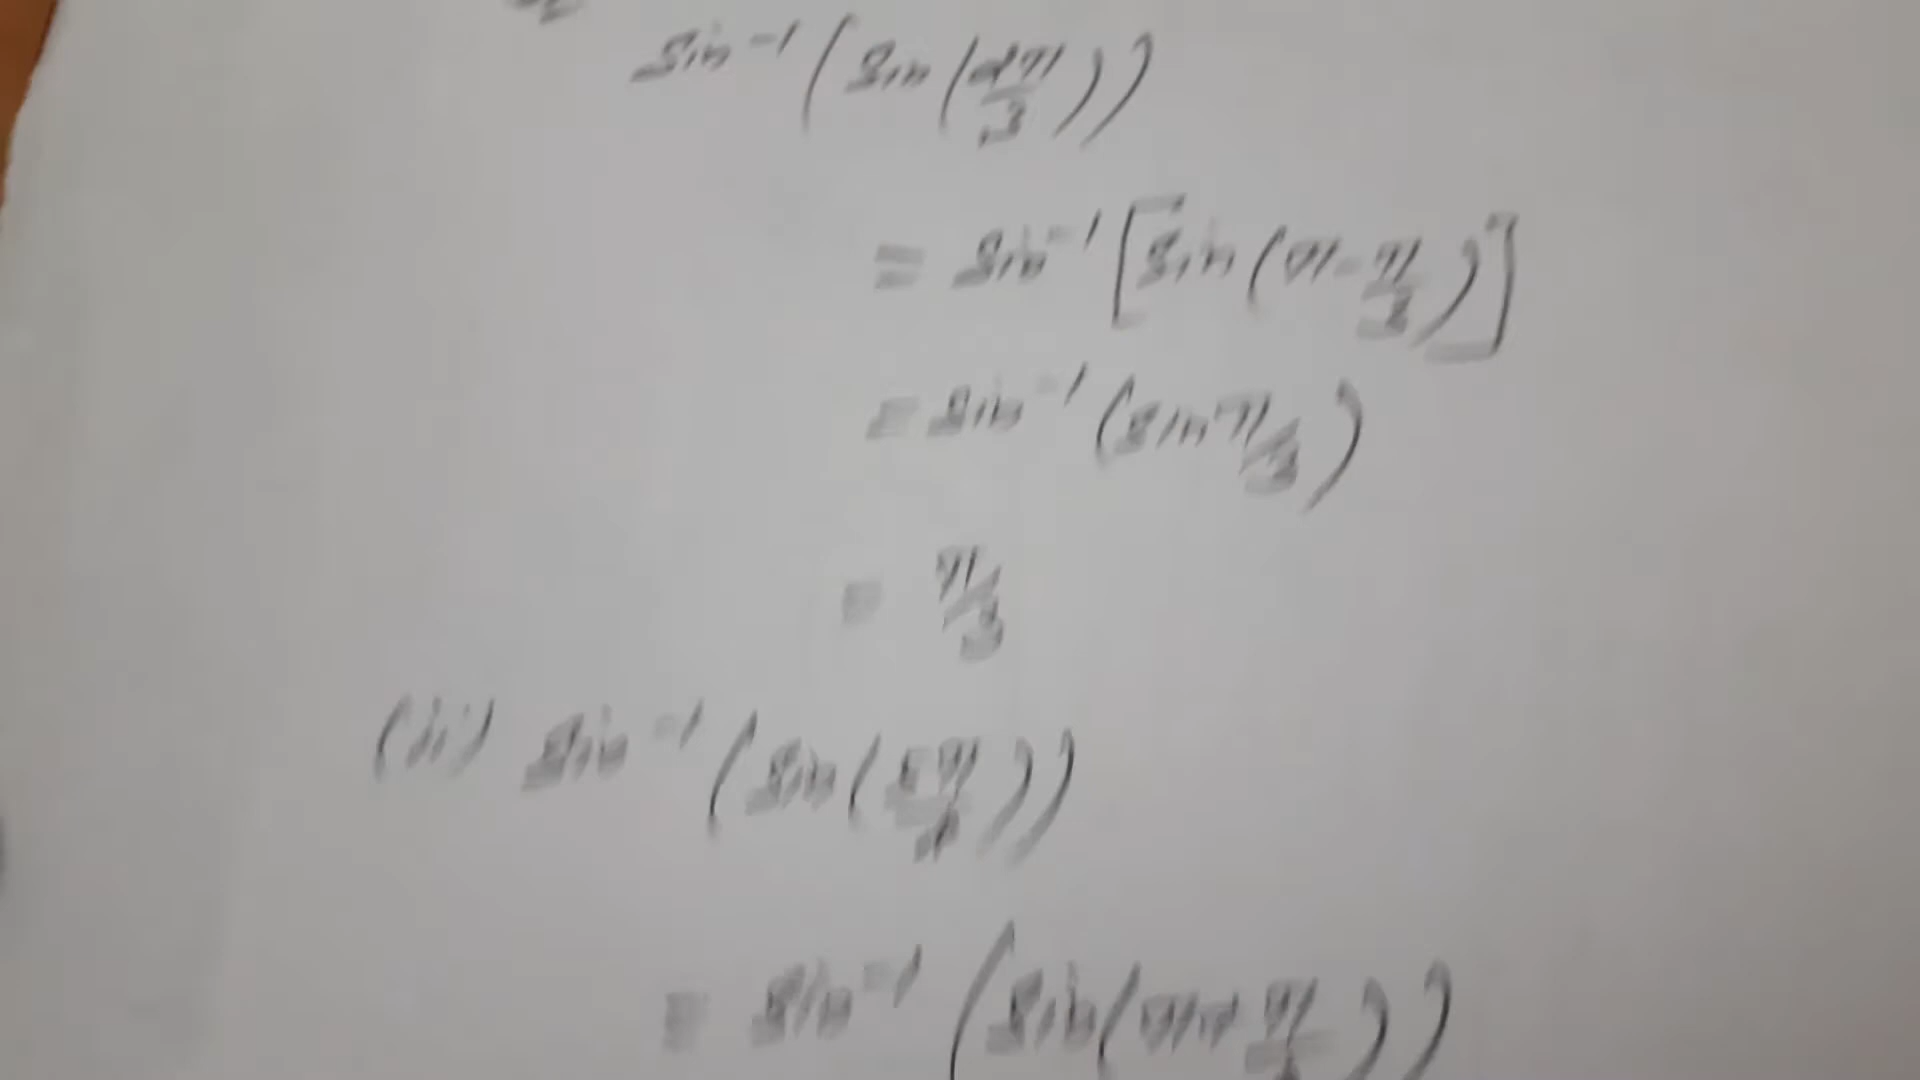 sin⁻¹(sin(2π/3))
= sin⁻¹[sin(π-π/3)]
= sin⁻¹(sin π/3)
= π/3
(ii) sin⁻¹(sin(5π/4))
= sin⁻¹(sin(π+π/4))